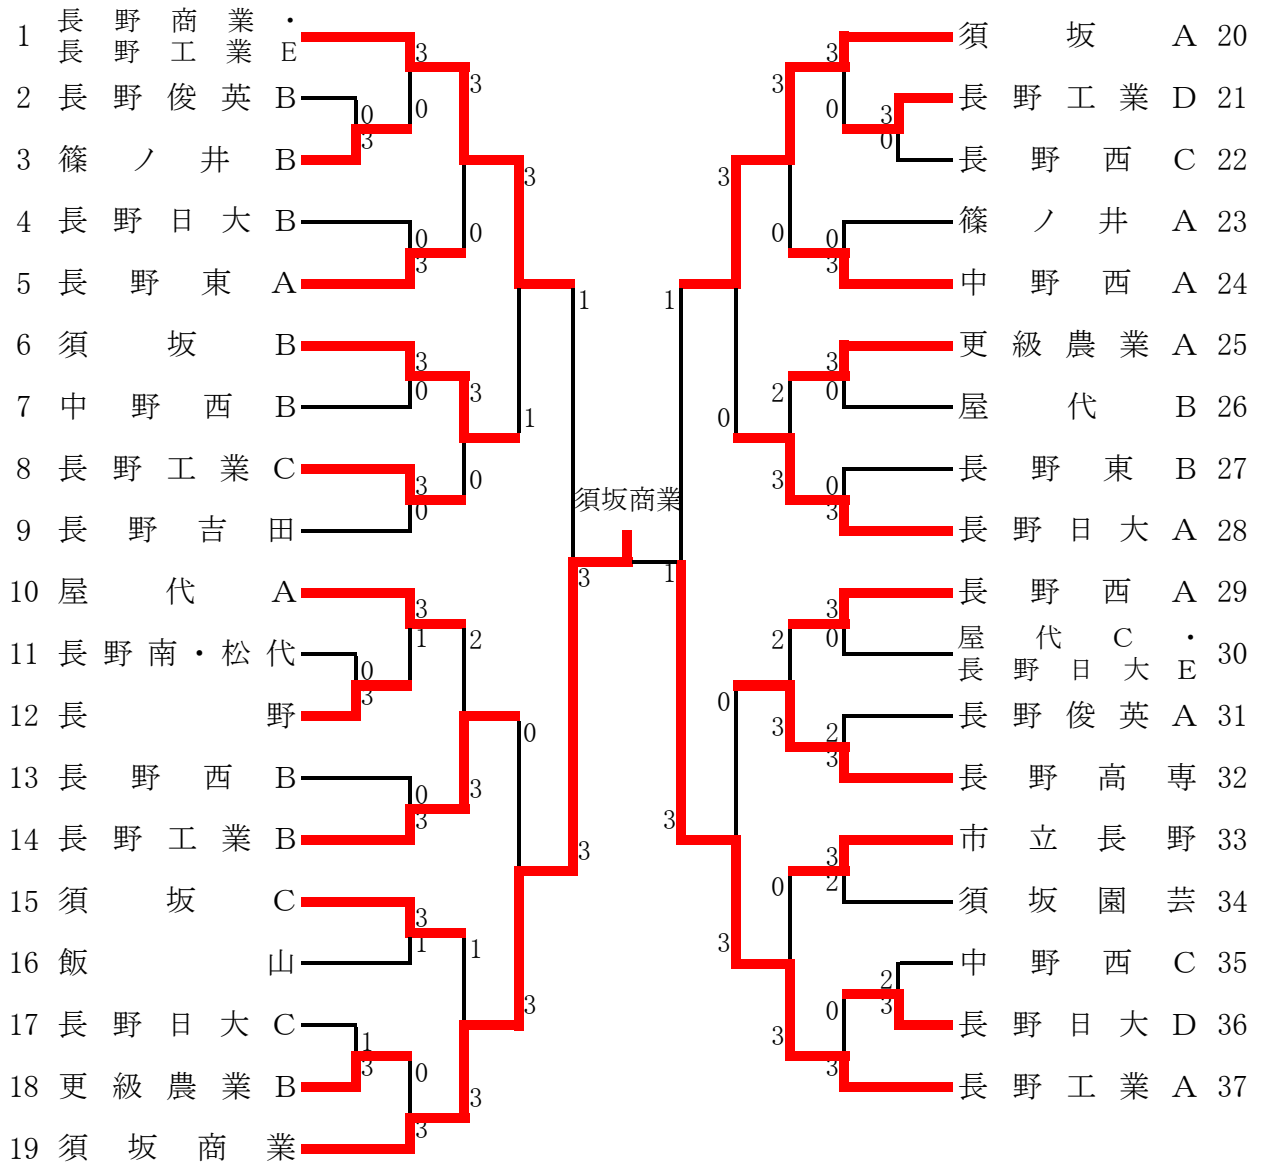 1 長野商業・
長野工業E
2 長野俊英B
3 篠ノ井B
4 長野日大B
5 長野東A
6 須坂B
7 中野西B
8 長野工業C
9 長野吉田
10 屋代A
11 長野南・松代
12 長野
13 長野西B
14 長野工業B
15 須坂C
16 飯山
17 長野日大C
18 更級農業B
19 須坂商業
3
0
0
3
3
0
3
0
3
3
0
3
0
3
0
1
1
3
1
0
3
2
0
3
3
0
3
1
1
1
3
0
3
3
3
3
須坂商業
3
1
1
3
3
0
3
0
3
0
3
0
0
3
3
0
2
3
0
3
0
3
3
0
2
3
2
3
0
3
3
2
0
3
2
3
0
3
須坂A 20
長野工業D 21
長野西C 22
篠ノ井A 23
中野西A 24
更級農業A 25
屋代B 26
長野東B 27
長野日大A 28
長野西A 29
屋代C・
長野日大E 30
長野俊英A 31
長野高専 32
市立長野 33
須坂園芸 34
中野西C 35
長野日大D 36
長野工業A 37